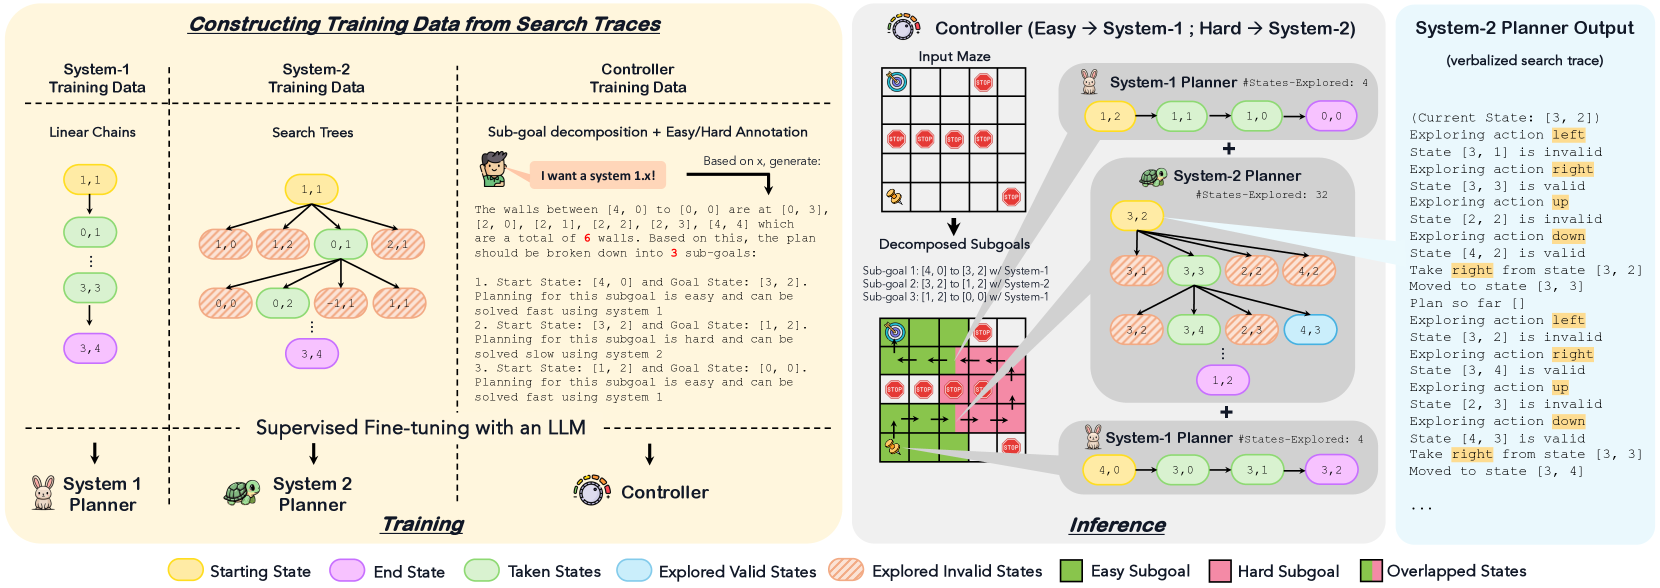 Constructing Training Data from Search Traces
System-1
Training Data
System-2
Training Data
Controller
Training Data
Linear Chains
Search Trees
Sub-goal decomposition + Easy/Hard Annotation
1,1
0,1
⋮
3,3
3,4
1,1
1,0
1,2
0,1
2,1
0,0
0,2
-1,1
1,1
⋮
3,4
I want a system 1.x!
Based on x, generate:
The walls between [4, 0] to [0, 0] are at [0, 3],
[2, 0], [2, 1], [2, 2], [2, 3], [4, 4] which
are a total of 6 walls. Based on this, the plan
should be broken down into 3 sub-goals:
1. Start State: [4, 0] and Goal State: [3, 2].
Planning for this subgoal is easy and can be
solved fast using system 1
2. Start State: [3, 2] and Goal State: [1, 2].
Planning for this subgoal is hard and can be
solved slow using system 2
3. Start State: [1, 2] and Goal State: [0, 0].
Planning for this subgoal is easy and can be
solved fast using system 1
Supervised Fine-tuning with an LLM
System 1
Planner
System 2
Planner
Controller
Training
Controller (Easy → System-1 ; Hard → System-2)
Input Maze
STOP
STOP STOP STOP STOP
STOP
Decomposed Subgoals
Sub-goal 1: [4, 0] to [3, 2] w/ System-1
Sub-goal 2: [3, 2] to [1, 2] w/ System-2
Sub-goal 3: [1, 2] to [0, 0] w/ System-1
STOP
STOP STOP STOP STOP
STOP
System-1 Planner #States-Explored: 4
1,2 1,1 1,0 0,0
+
System-2 Planner
#States-Explored: 32
3,2
3,1 3,3 2,2 4,2
3,2 3,4 2,3 4,3
⋮
1,2
+
System-1 Planner #States-Explored: 4
4,0 3,0 3,1 3,2
Inference
System-2 Planner Output
(verbalized search trace)
(Current State: [3, 2])
Exploring action left
State [3, 1] is invalid
Exploring action right
State [3, 3] is valid
Exploring action up
State [2, 2] is invalid
Exploring action down
State [4, 2] is valid
Take right from state [3, 2]
Moved to state [3, 3]
Plan so far []
Exploring action left
State [3, 2] is invalid
Exploring action right
State [3, 4] is valid
Exploring action up
State [2, 3] is invalid
Exploring action down
State [4, 3] is valid
Take right from state [3, 3]
Moved to state [3, 4]
...
Starting State
End State
Taken States
Explored Valid States
Explored Invalid States
Easy Subgoal
Hard Subgoal
Overlapped States